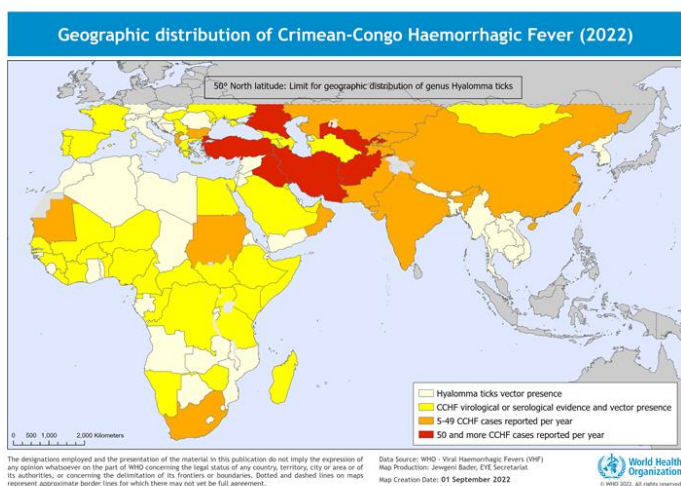 Geographic distribution of Crimean-Congo Haemorrhagic Fever (2022)
50° North latitude: Limit for geographic distribution of genus Hyalomma ticks
Hyalomma ticks vector presence
CCHF virological or serological evidence and vector presence
5-49 CCHF cases reported per year
50 and more CCHF cases reported per year
0 500 1,000 2,000 Kilometers
The designations employed and the presentation of the material in this publication do not imply the expression of
any opinion whatsoever on the part of WHO concerning the legal status of any country, territory, city or area or of
its authorities, or concerning the delimitation of its frontiers or boundaries. Dotted and dashed lines on maps
represent approximate border lines for which there may not yet be full agreement.
Data Source: WHO - Viral Haemorrhagic Fevers (VHF)
Map Production: Jewgeni Bader, EYE Secretariat
Map Creation Date: 01 September 2022
World Health
Organization
© WHO 2022. All rights reserved.